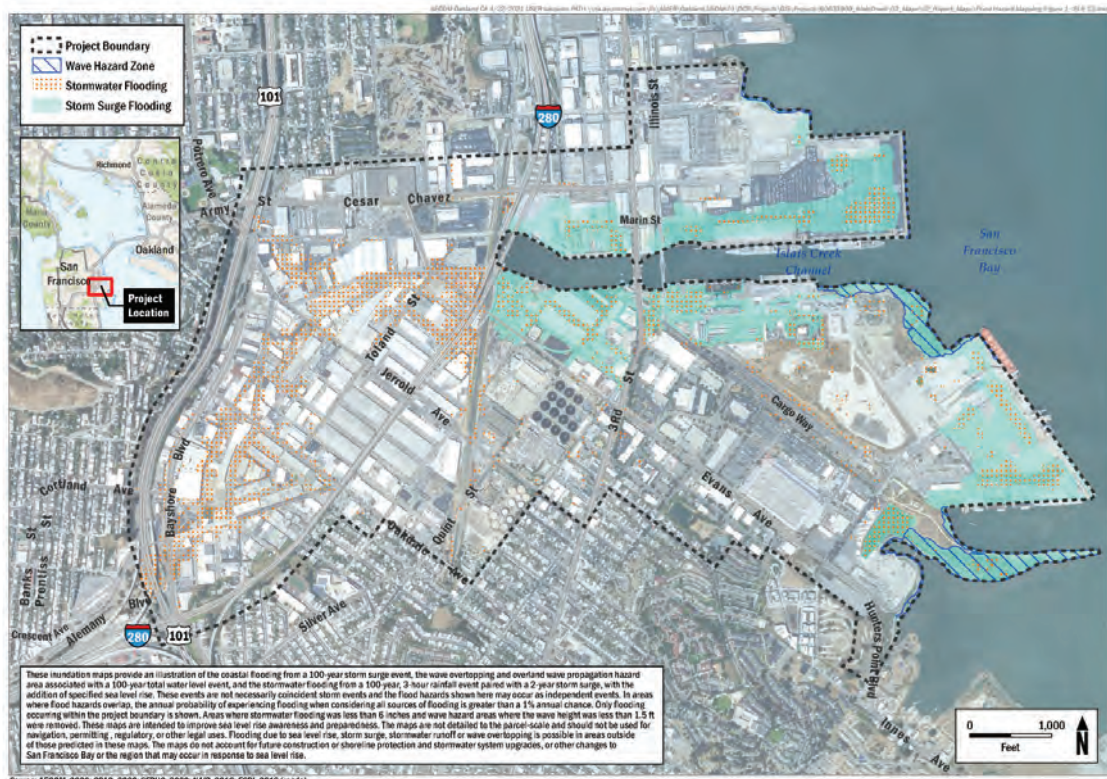 Project Boundary
Wave Hazard Zone
Stormwater Flooding
Storm Surge Flooding
101
280
Illinois St
Richmond
Contra
Costa
County
Alameda
County
Oakland
San
Francisco
Project
Location
Potrero Ave
Army
St
Cesar
Chavez
Marin St
Islais Creek
Channel
San
Francisco
Bay
Toland
St
Jerrold
Ave
3Rd
St
Cargo Way
Evans
Ave
Bayshore
Blvd
Cortland
Ave
Banks
St
Prentiss
St
Quint
St
Oakdale
Ave
Silver Ave
Crescent Ave
Alemany
Blvd
280
101
Hunters Point Blvd
Ave
These inundation maps provide an illustration of the coastal flooding from a 100-year storm surge event, the wave overtopping and overland wave propagation hazard
area associated with a 100-year total water level event, and the stormwater flooding from a 100-year, 3-hour rainfall event paired with a 2-year storm surge, with the
addition of specified sea level rise. These events are not necessarily coincident storm events and the flood hazards shown here may occur as independent events. In areas
where flood hazards overlap, the annual probability of experiencing flooding when considering all sources of flooding is greater than a 1% annual chance. Only flooding
occurring within the project boundary is shown. Areas where stormwater flooding was less than 6 inches and wave hazard areas where the wave height was less than 1.5 ft
were removed. These maps are intended to improve sea level rise awareness and preparedness. The maps are not detailed to the parcel-scale and should not be used for
navigation, permitting , regulatory, or other legal uses. Flooding due to sea level rise, storm surge, stormwater runoff or wave overtopping is possible in areas outside
of those predicted in these maps. The maps do not account for future construction or shoreline protection and stormwater system upgrades, or other changes to
San Francisco Bay or the region that may occur in response to sea level rise.
0 1,000
Feet
N